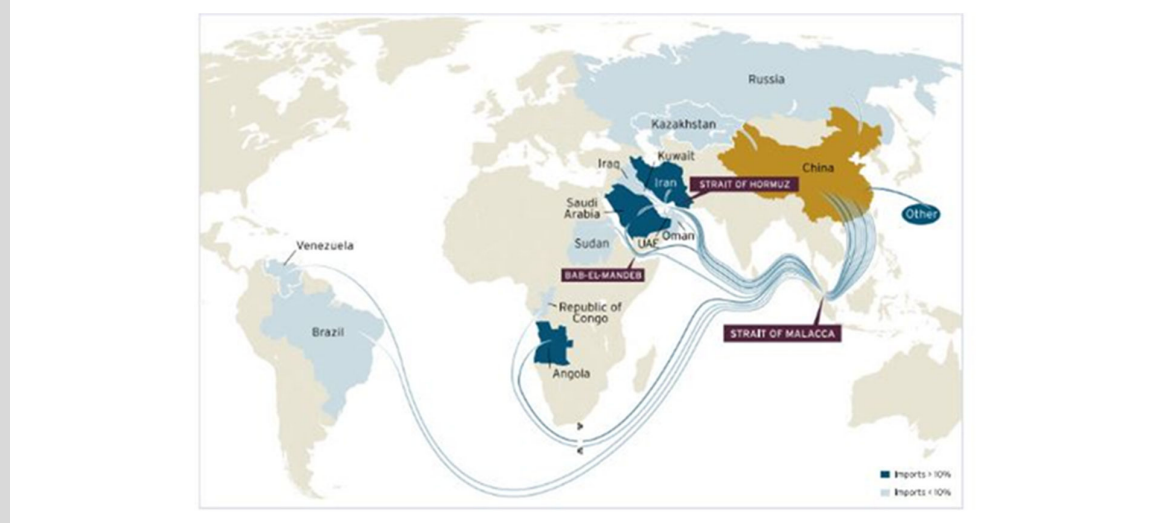 Russia
Kazakhstan
China
Iraq
Kuwait
Iran
STRAIT OF HORMUZ
Saudi
Arabia
Other
Sudan
UAE
Oman
Venezuela
BAB-EL-MANDEB
Republic of
Congo
Brazil
STRAIT OF MALACCA
Angola
Imports > 10%
Imports < 10%